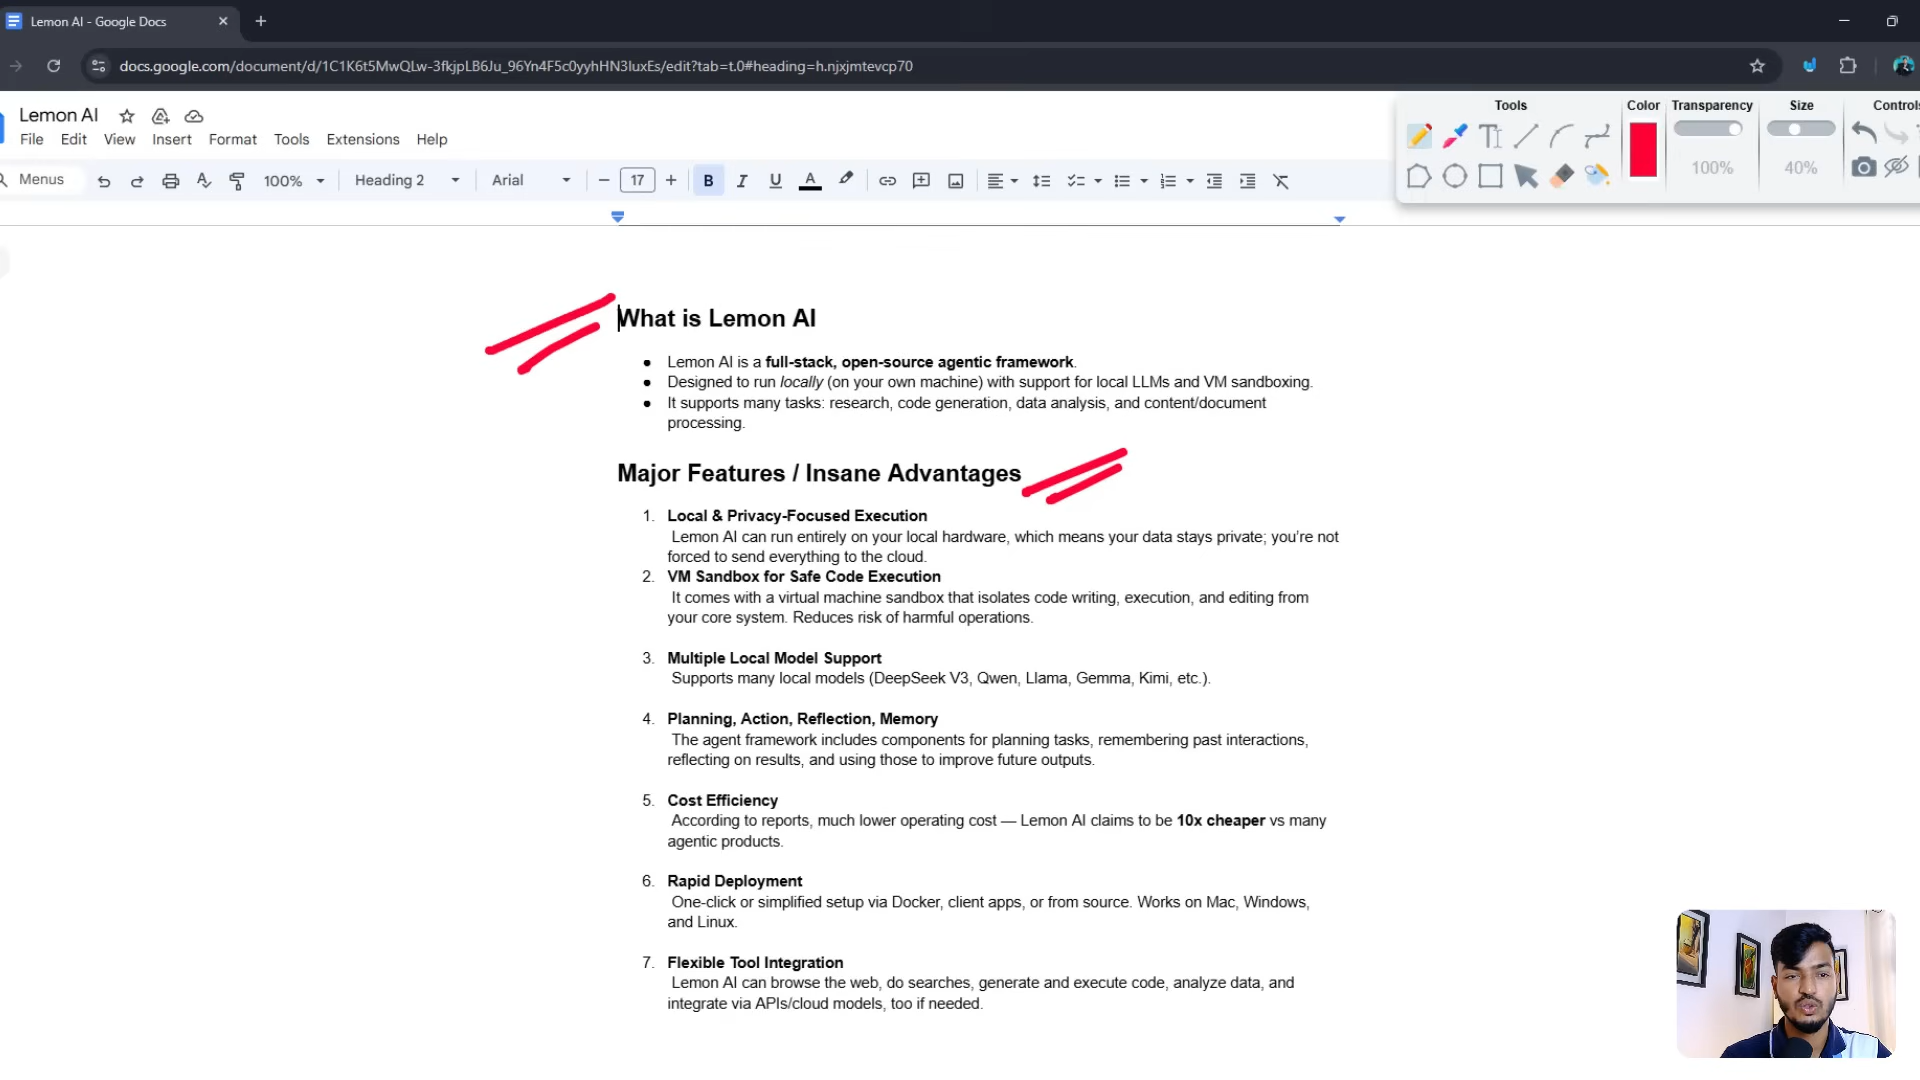 Lemon AI - Google Docs
docs.google.com/document/d/1C1K6t5MwQLw-3fkjpLB6Ju_96Yn4F5c0yyhHN3luxEs/edit?tab=t.0#heading=h.njxjmtevcp70
Lemon AI
File Edit View Insert Format Tools Extensions Help
Menus 100% Heading 2 Arial 17 B I U A
Tools Color Transparency Size Controls
100% 40%
What is Lemon AI
● Lemon AI is a full-stack, open-source agentic framework.
● Designed to run locally (on your own machine) with support for local LLMs and VM sandboxing.
● It supports many tasks: research, code generation, data analysis, and content/document
processing.
Major Features / Insane Advantages
1. Local & Privacy-Focused Execution
Lemon AI can run entirely on your local hardware, which means your data stays private; you're not
forced to send everything to the cloud.
2. VM Sandbox for Safe Code Execution
It comes with a virtual machine sandbox that isolates code writing, execution, and editing from
your core system. Reduces risk of harmful operations.
3. Multiple Local Model Support
Supports many local models (DeepSeek V3, Qwen, Llama, Gemma, Kimi, etc.).
4. Planning, Action, Reflection, Memory
The agent framework includes components for planning tasks, remembering past interactions,
reflecting on results, and using those to improve future outputs.
5. Cost Efficiency
According to reports, much lower operating cost — Lemon AI claims to be 10x cheaper vs many
agentic products.
6. Rapid Deployment
One-click or simplified setup via Docker, client apps, or from source. Works on Mac, Windows,
and Linux.
7. Flexible Tool Integration
Lemon AI can browse the web, do searches, generate and execute code, analyze data, and
integrate via APIs/cloud models, too if needed.